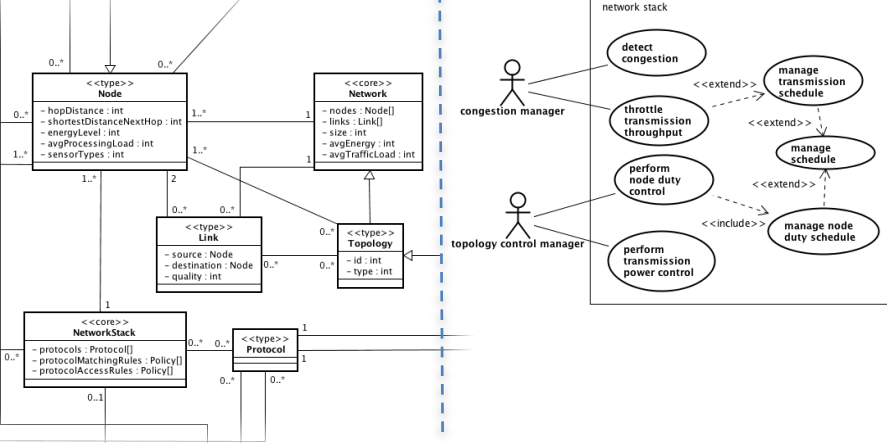 0..*
0..*
<<type>>
Node
- hopDistance : int
- shortestDistanceNextHop : int
- energyLevel : int
- avgProcessingLoad : int
- sensorTypes : int
0..*
1..*
1..*
1..*
1..*
2
<<core>>
Network
- nodes : Node[]
- links : Link[]
- size : int
- avgEnergy : int
- avgTrafficLoad : int
1
1
0..*
0..*
<<type>>
Link
- source : Node
- destination : Node
- quality : int
0..*
0..*
0..*
<<type>>
Topology
- id : int
- type : int
1
<<core>>
NetworkStack
- protocols : Protocol[]
- protocolMatchingRules : Policy[]
- protocolAccessRules : Policy[]
0..*
0..*
0..*
0..1
<<type>>
Protocol
1
1
0..*
0..*
network stack
congestion manager
topology control manager
detect
congestion
throttle
transmission
throughput
<<extend>>
manage
transmission
schedule
<<extend>>
manage
schedule
<<extend>>
perform
node duty
control
<<include>>
manage node
duty schedule
perform
transmission
power control